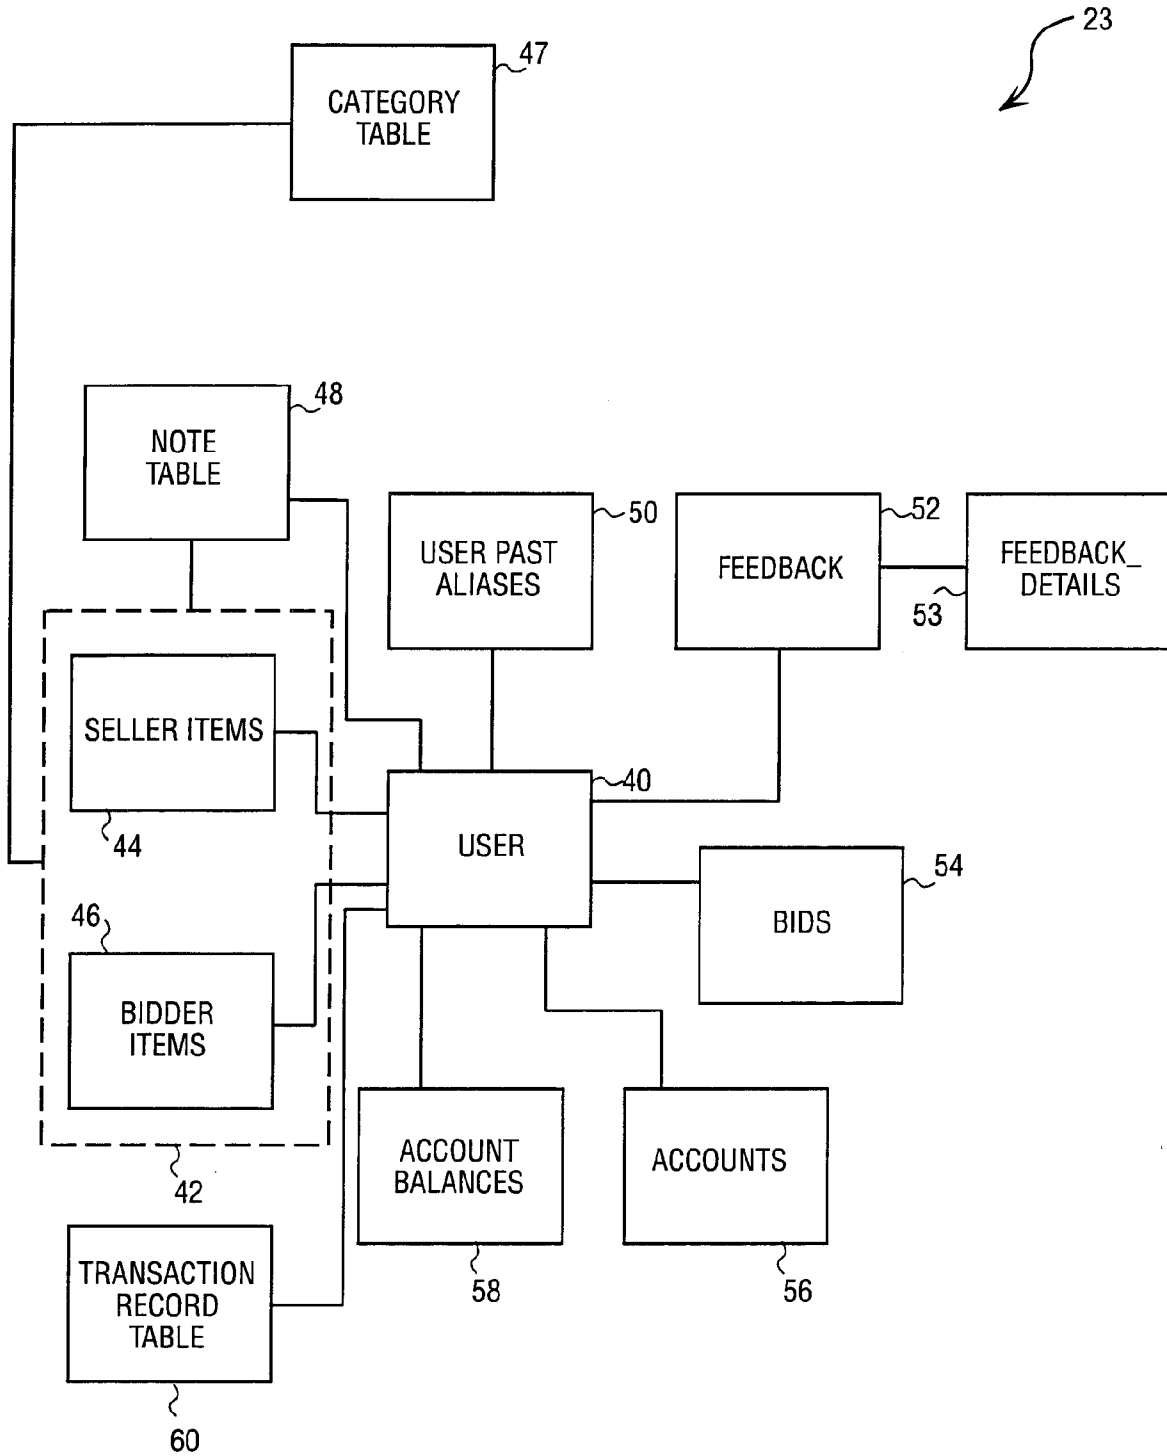 23
47
CATEGORY
TABLE
48
NOTE
TABLE
50
USER PAST
ALIASES
52
FEEDBACK
53
FEEDBACK_
DETAILS
SELLER ITEMS
44
40
USER
54
BIDS
46
BIDDER
ITEMS
42
ACCOUNT
BALANCES
58
ACCOUNTS
56
TRANSACTION
RECORD
TABLE
60